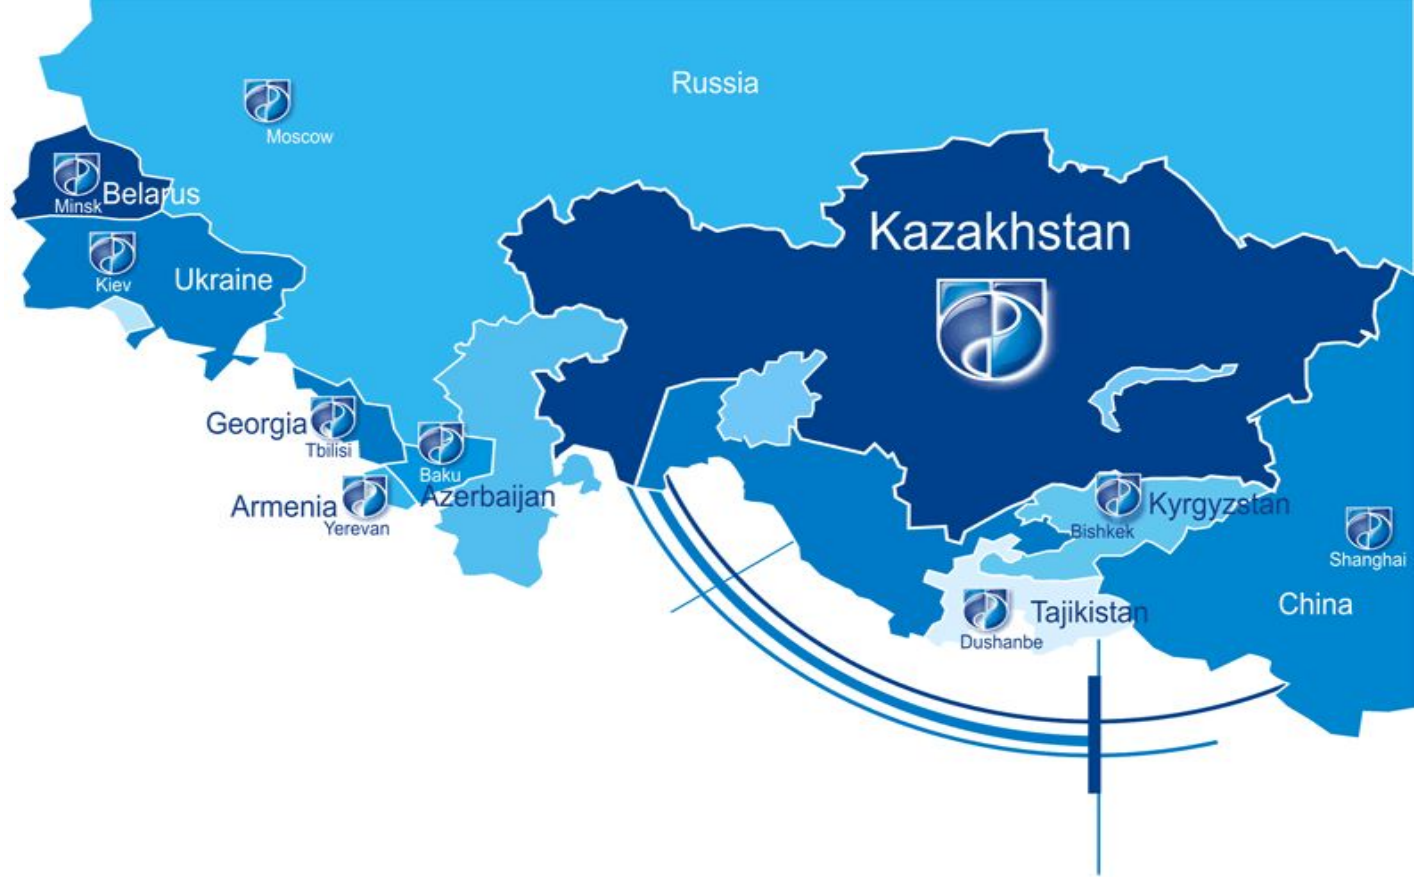 Russia
Moscow
Belarus
Minsk
Kazakhstan
Ukraine
Kiev
Georgia
Tbilisi
Baku
Azerbaijan
Armenia
Yerevan
Kyrgyzstan
Bishkek
Shanghai
China
Tajikistan
Dushanbe